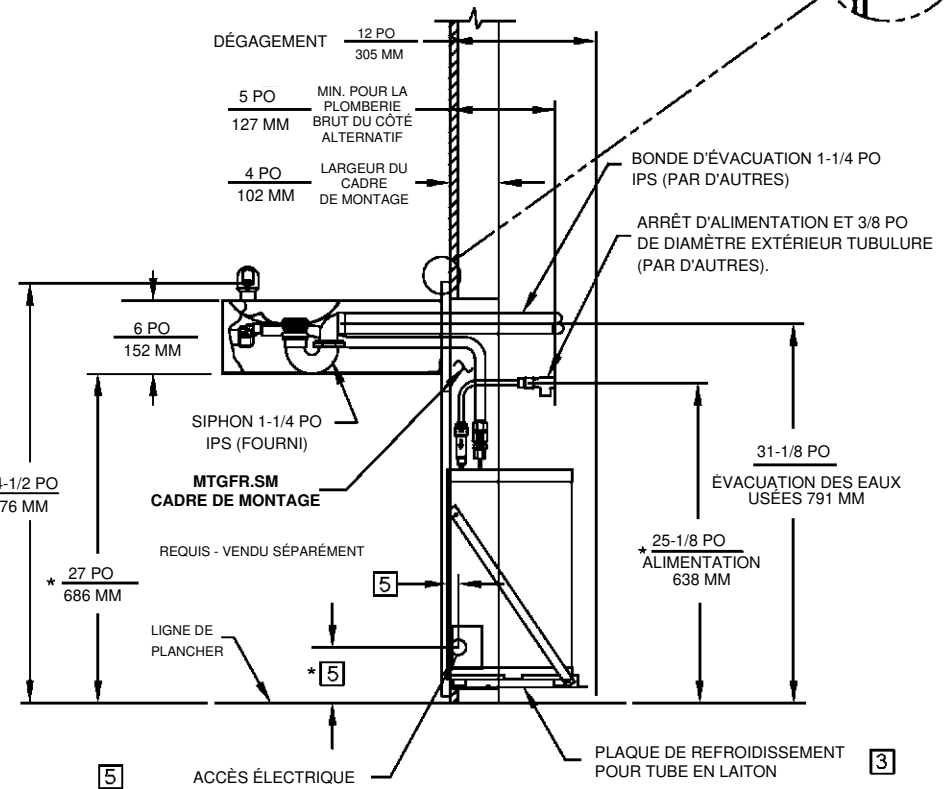 DÉGAGEMENT
12 PO
305 MM
5 PO
127 MM
MIN. POUR LA
PLOMBERIE
BRUT DU CÔTÉ
ALTERNATIF
4 PO
102 MM
LARGEUR DU
CADRE
DE MONTAGE
BONDE D'ÉVACUATION 1-1/4 PO
IPS (PAR D'AUTRES)
ARRÊT D'ALIMENTATION ET 3/8 PO
DE DIAMÈTRE EXTÉRIEUR TUBULURE
(PAR D'AUTRES).
6 PO
152 MM
SIPHON 1-1/4 PO
IPS (FOURNI)
MTGFR.SM
CADRE DE MONTAGE
REQUIS - VENDU SÉPARÉMENT
-1/2 PO
76 MM
* 27 PO
686 MM
31-1/8 PO
ÉVACUATION DES EAUX
USÉES 791 MM
* 25-1/8 PO
ALIMENTATION
638 MM
5
LIGNE DE
PLANCHER
* 5
5
ACCÈS ÉLECTRIQUE
PLAQUE DE REFROIDISSEMENT
POUR TUBE EN LAITON
3